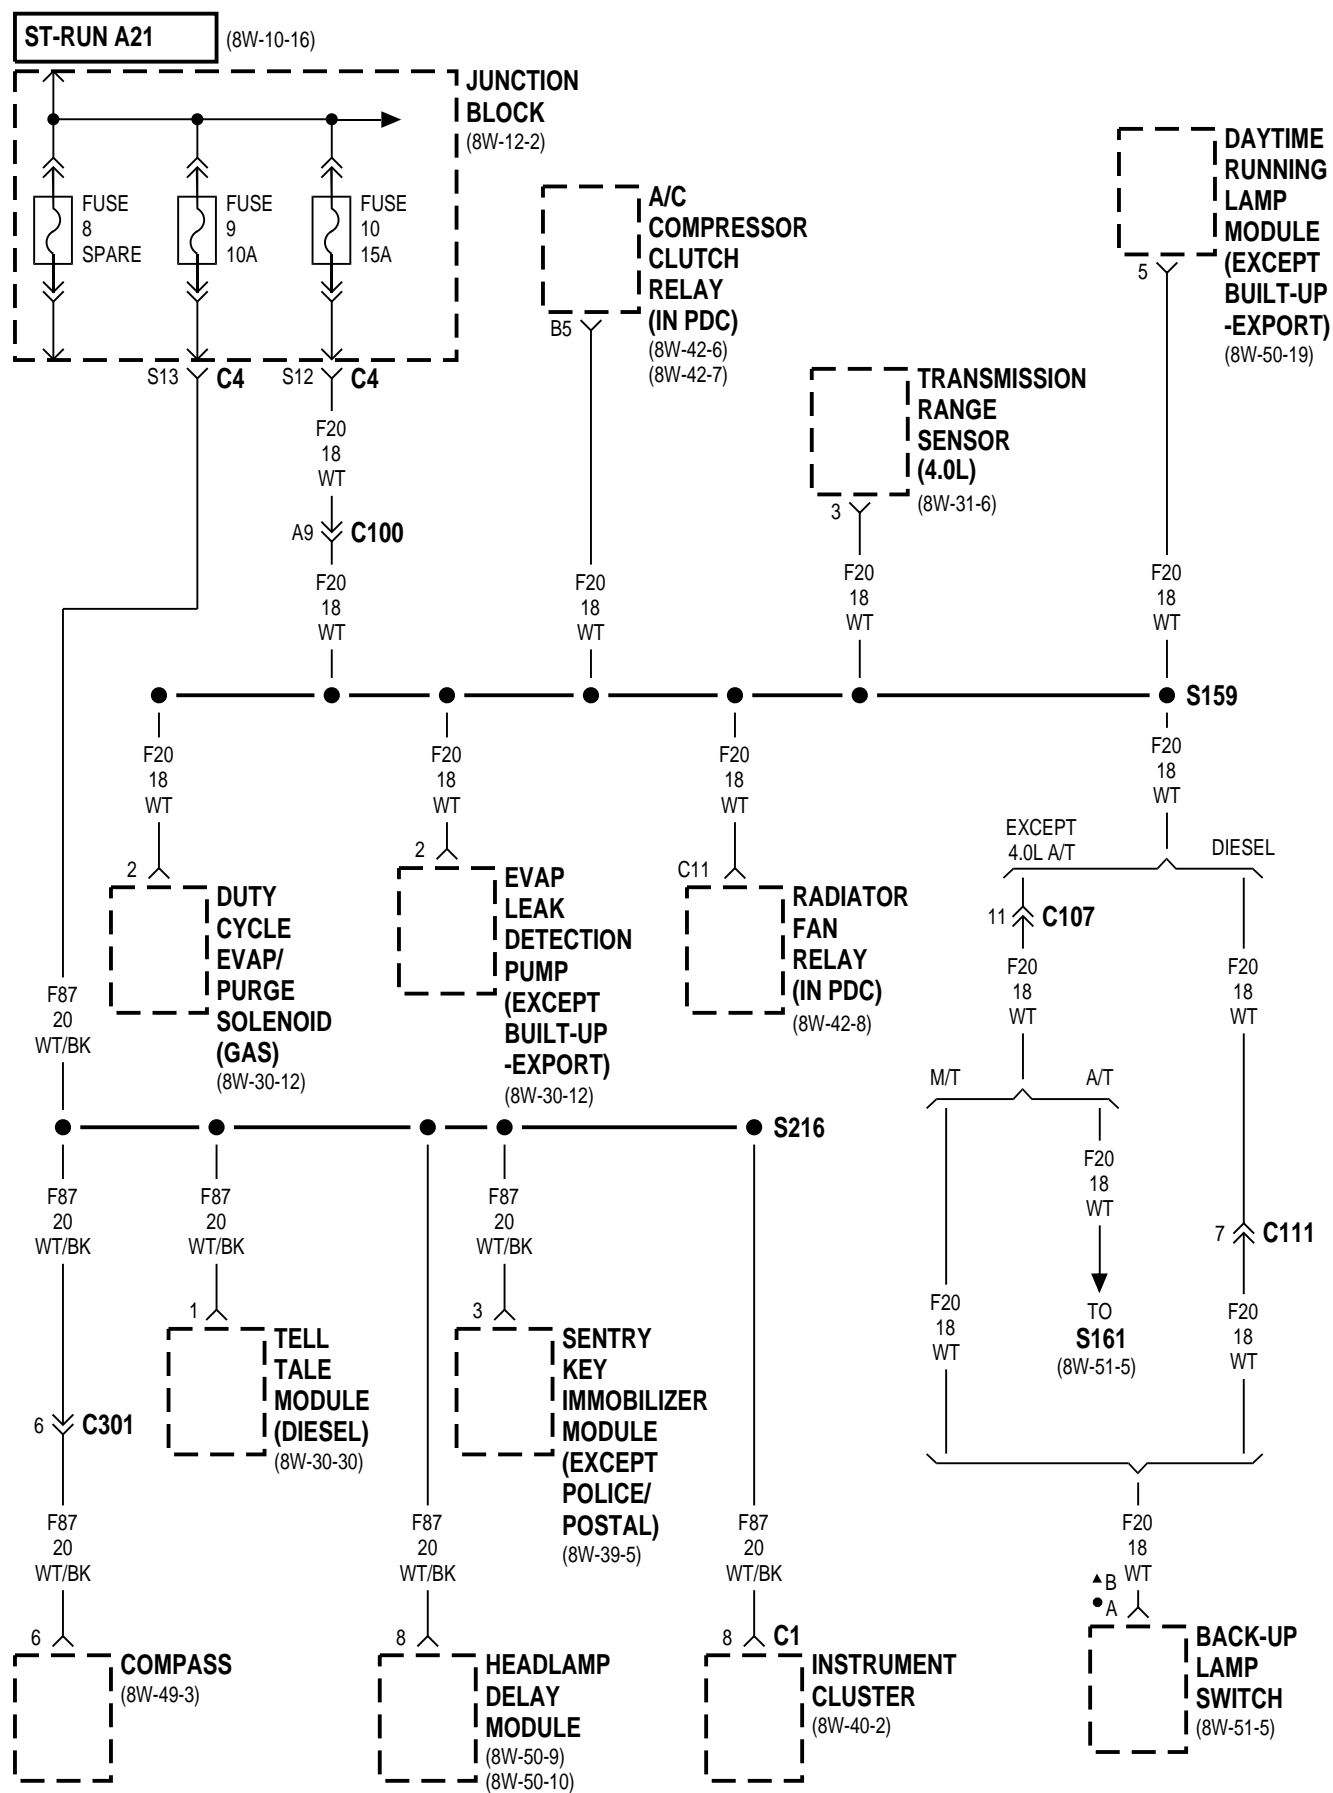 ST-RUN A21
(8W-10-16)
JUNCTION
BLOCK
(8W-12-2)
FUSE
8
SPARE
FUSE
9
10A
FUSE
10
15A
S13
C4
S12
C4
A/C
COMPRESSOR
CLUTCH
RELAY
(IN PDC)
(8W-42-6)
(8W-42-7)
B5
DAYTIME
RUNNING
LAMP
MODULE
(EXCEPT
BUILT-UP
-EXPORT)
(8W-50-19)
5
TRANSMISSION
RANGE
SENSOR
(4.0L)
(8W-31-6)
3
F20
18
WT
A9
C100
F20
18
WT
F20
18
WT
F20
18
WT
F20
18
WT
S159
F20
18
WT
F20
18
WT
F20
18
WT
F20
18
WT
2
DUTY
CYCLE
EVAP/
PURGE
SOLENOID
(GAS)
(8W-30-12)
2
EVAP
LEAK
DETECTION
PUMP
(EXCEPT
BUILT-UP
-EXPORT)
(8W-30-12)
C11
RADIATOR
FAN
RELAY
(IN PDC)
(8W-42-8)
EXCEPT
4.0L A/T
DIESEL
11
C107
F20
18
WT
F20
18
WT
M/T
A/T
F87
20
WT/BK
S216
F87
20
WT/BK
F87
20
WT/BK
F87
20
WT/BK
F20
18
WT
7
C111
1
TELL
TALE
MODULE
(DIESEL)
(8W-30-30)
3
SENTRY
KEY
IMMOBILIZER
MODULE
(EXCEPT
POLICE/
POSTAL)
(8W-39-5)
F20
18
WT
TO
S161
(8W-51-5)
F20
18
WT
6
C301
F87
20
WT/BK
F87
20
WT/BK
F87
20
WT/BK
F20
18
WT
▲B
●A
6
COMPASS
(8W-49-3)
8
HEADLAMP
DELAY
MODULE
(8W-50-9)
(8W-50-10)
8
C1
INSTRUMENT
CLUSTER
(8W-40-2)
BACK-UP
LAMP
SWITCH
(8W-51-5)